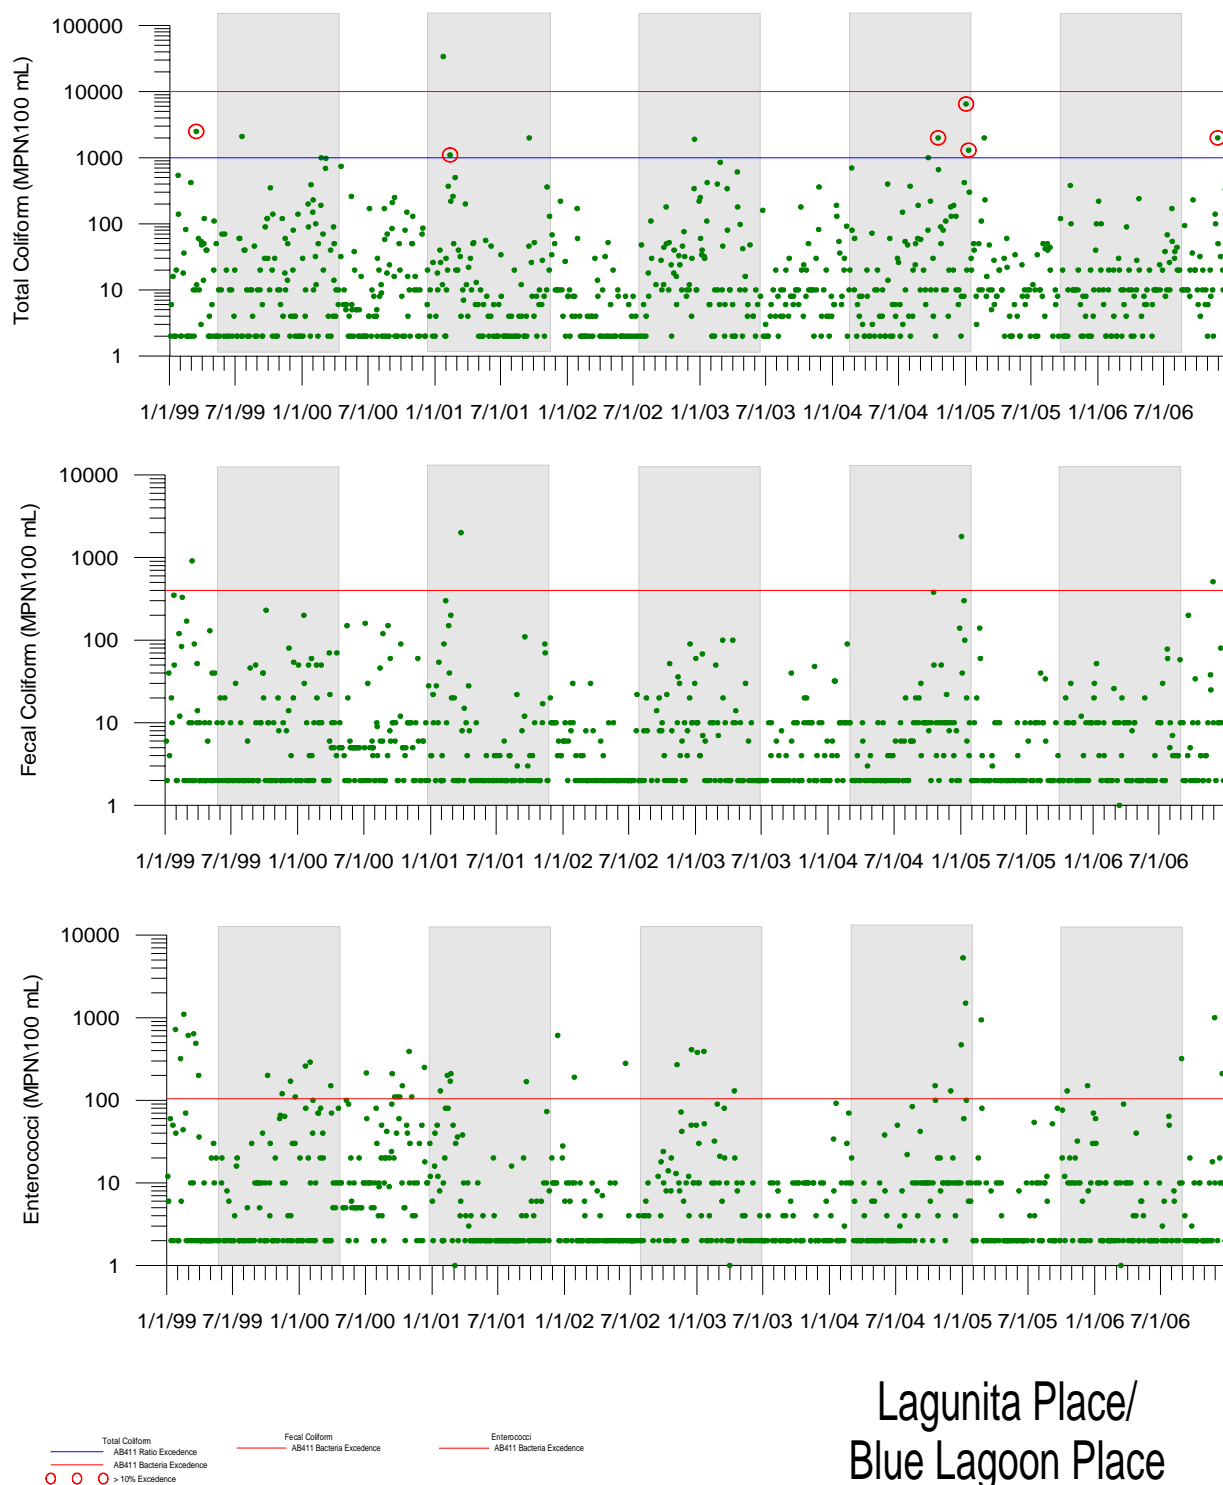 Total Coliform (MPN\100 mL)
100000
10000
1000
100
10
1
1/1/99 7/1/99 1/1/00 7/1/00 1/1/01 7/1/01 1/1/02 7/1/02 1/1/03 7/1/03 1/1/04 7/1/04 1/1/05 7/1/05 1/1/06 7/1/06
Fecal Coliform (MPN\100 mL)
10000
1000
100
10
1
1/1/99 7/1/99 1/1/00 7/1/00 1/1/01 7/1/01 1/1/02 7/1/02 1/1/03 7/1/03 1/1/04 7/1/04 1/1/05 7/1/05 1/1/06 7/1/06
Enterococci (MPN\100 mL)
10000
1000
100
10
1
1/1/99 7/1/99 1/1/00 7/1/00 1/1/01 7/1/01 1/1/02 7/1/02 1/1/03 7/1/03 1/1/04 7/1/04 1/1/05 7/1/05 1/1/06 7/1/06
Total Coliform
AB411 Ratio Excedence
AB411 Bacteria Excedence
> 10% Excedence
Fecal Coliform
AB411 Bacteria Excedence
Enterococci
AB411 Bacteria Excedence
Lagunita Place/
Blue Lagoon Place